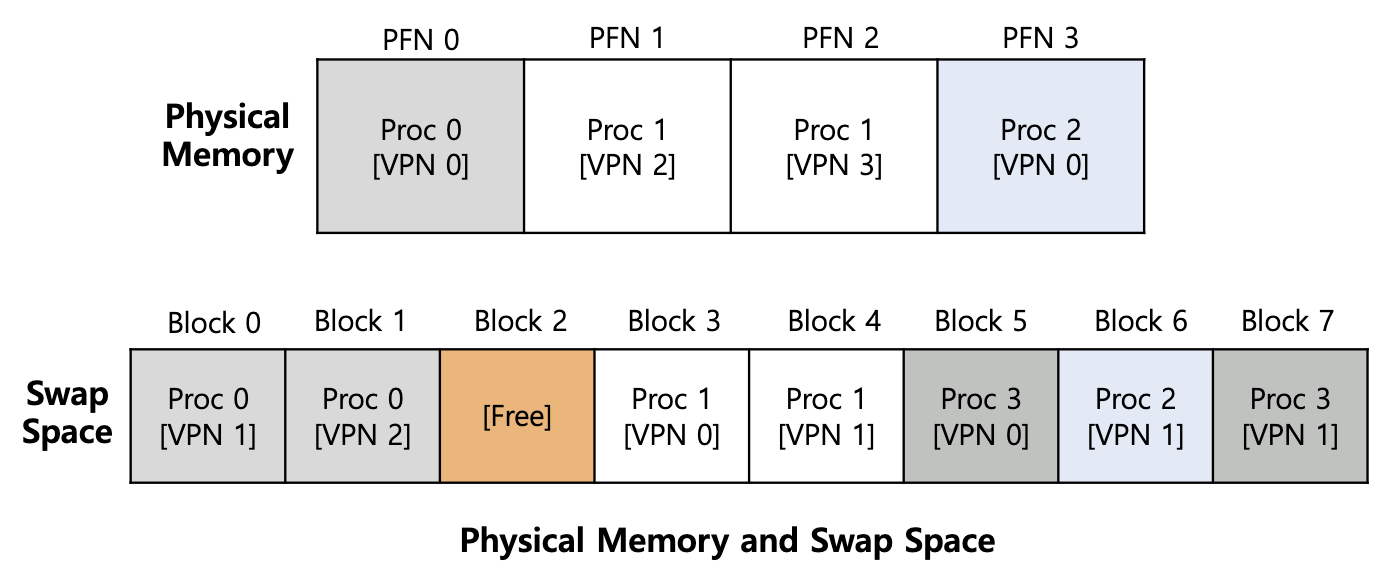 PFN 0 PFN 1 PFN 2 PFN 3
Physical
Memory
Proc 0 Proc 1 Proc 1 Proc 2
[VPN 0] [VPN 2] [VPN 3] [VPN 0]
Block 0 Block 1 Block 2 Block 3 Block 4 Block 5 Block 6 Block 7
Swap
Space
Proc 0 Proc 0 [Free] Proc 1 Proc 1 Proc 3 Proc 2 Proc 3
[VPN 1] [VPN 2] [VPN 0] [VPN 1] [VPN 0] [VPN 1] [VPN 1]
Physical Memory and Swap Space